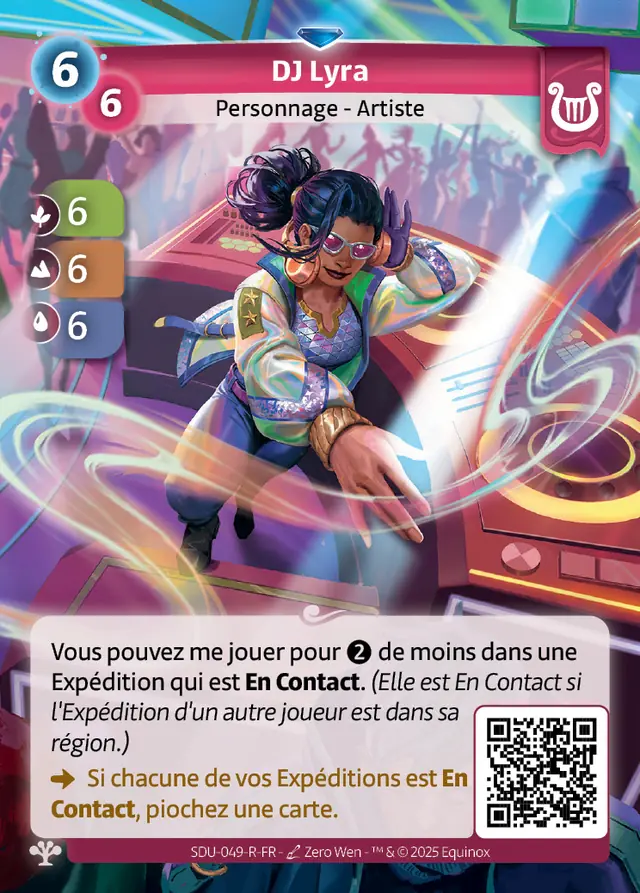 6
DJ Lyra
6
Personnage - Artiste
6
6
6
Vous pouvez me jouer pour 2 de moins dans une
Expédition qui est En Contact. (Elle est En Contact si
l'Expédition d'un autre joueur est dans sa
région.)
Si chacune de vos Expéditions est En
Contact, piochez une carte.
SDU-049-R-FR - Zero Wen - ™ & © 2025 Equinox